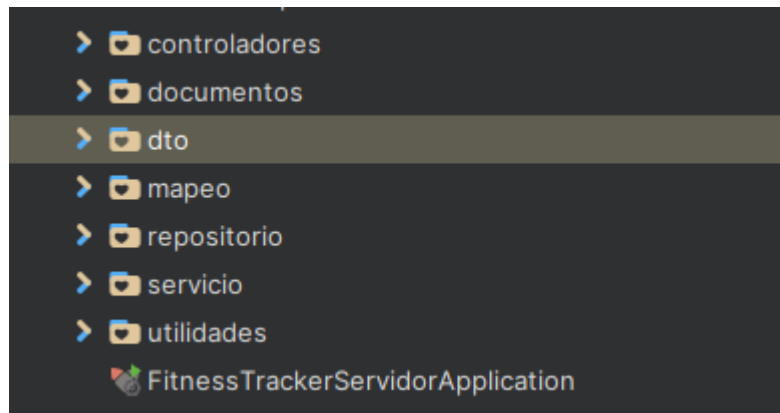 controladores
documentos
dto
mapeo
repositorio
servicio
utilidades
FitnessTrackerServidorApplication